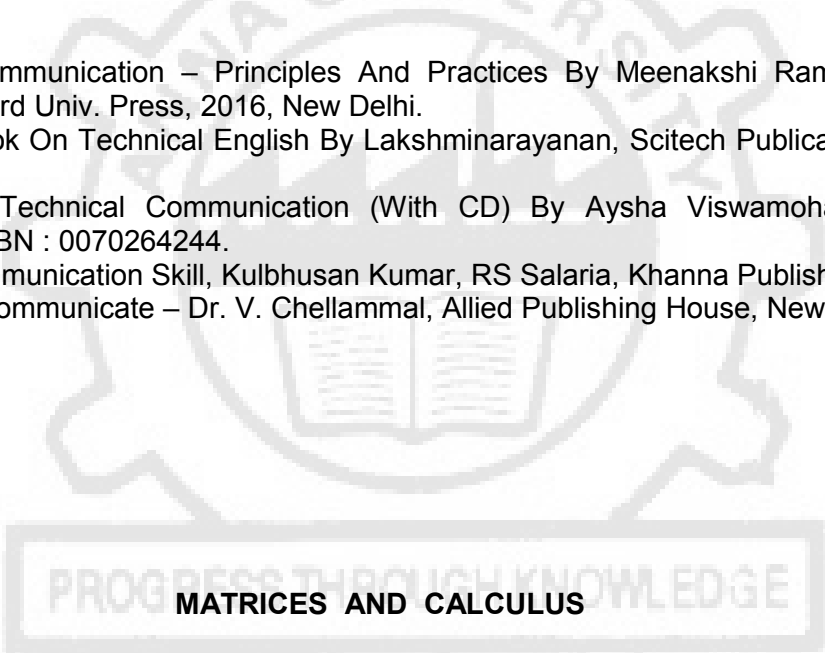 ommunication – Principles And Practices By Meenakshi Ran
rd Univ. Press, 2016, New Delhi.
ok On Technical English By Lakshminarayanan, Scitech Publica
Technical Communication (With CD) By Aysha Viswamoha
BN : 0070264244.
munication Skill, Kulbhusan Kumar, RS Salaria, Khanna Publish
ommunicate – Dr. V. Chellammal, Allied Publishing House, New
PROGRESS THROUGH KNOWLEDGE
MATRICES AND CALCULUS